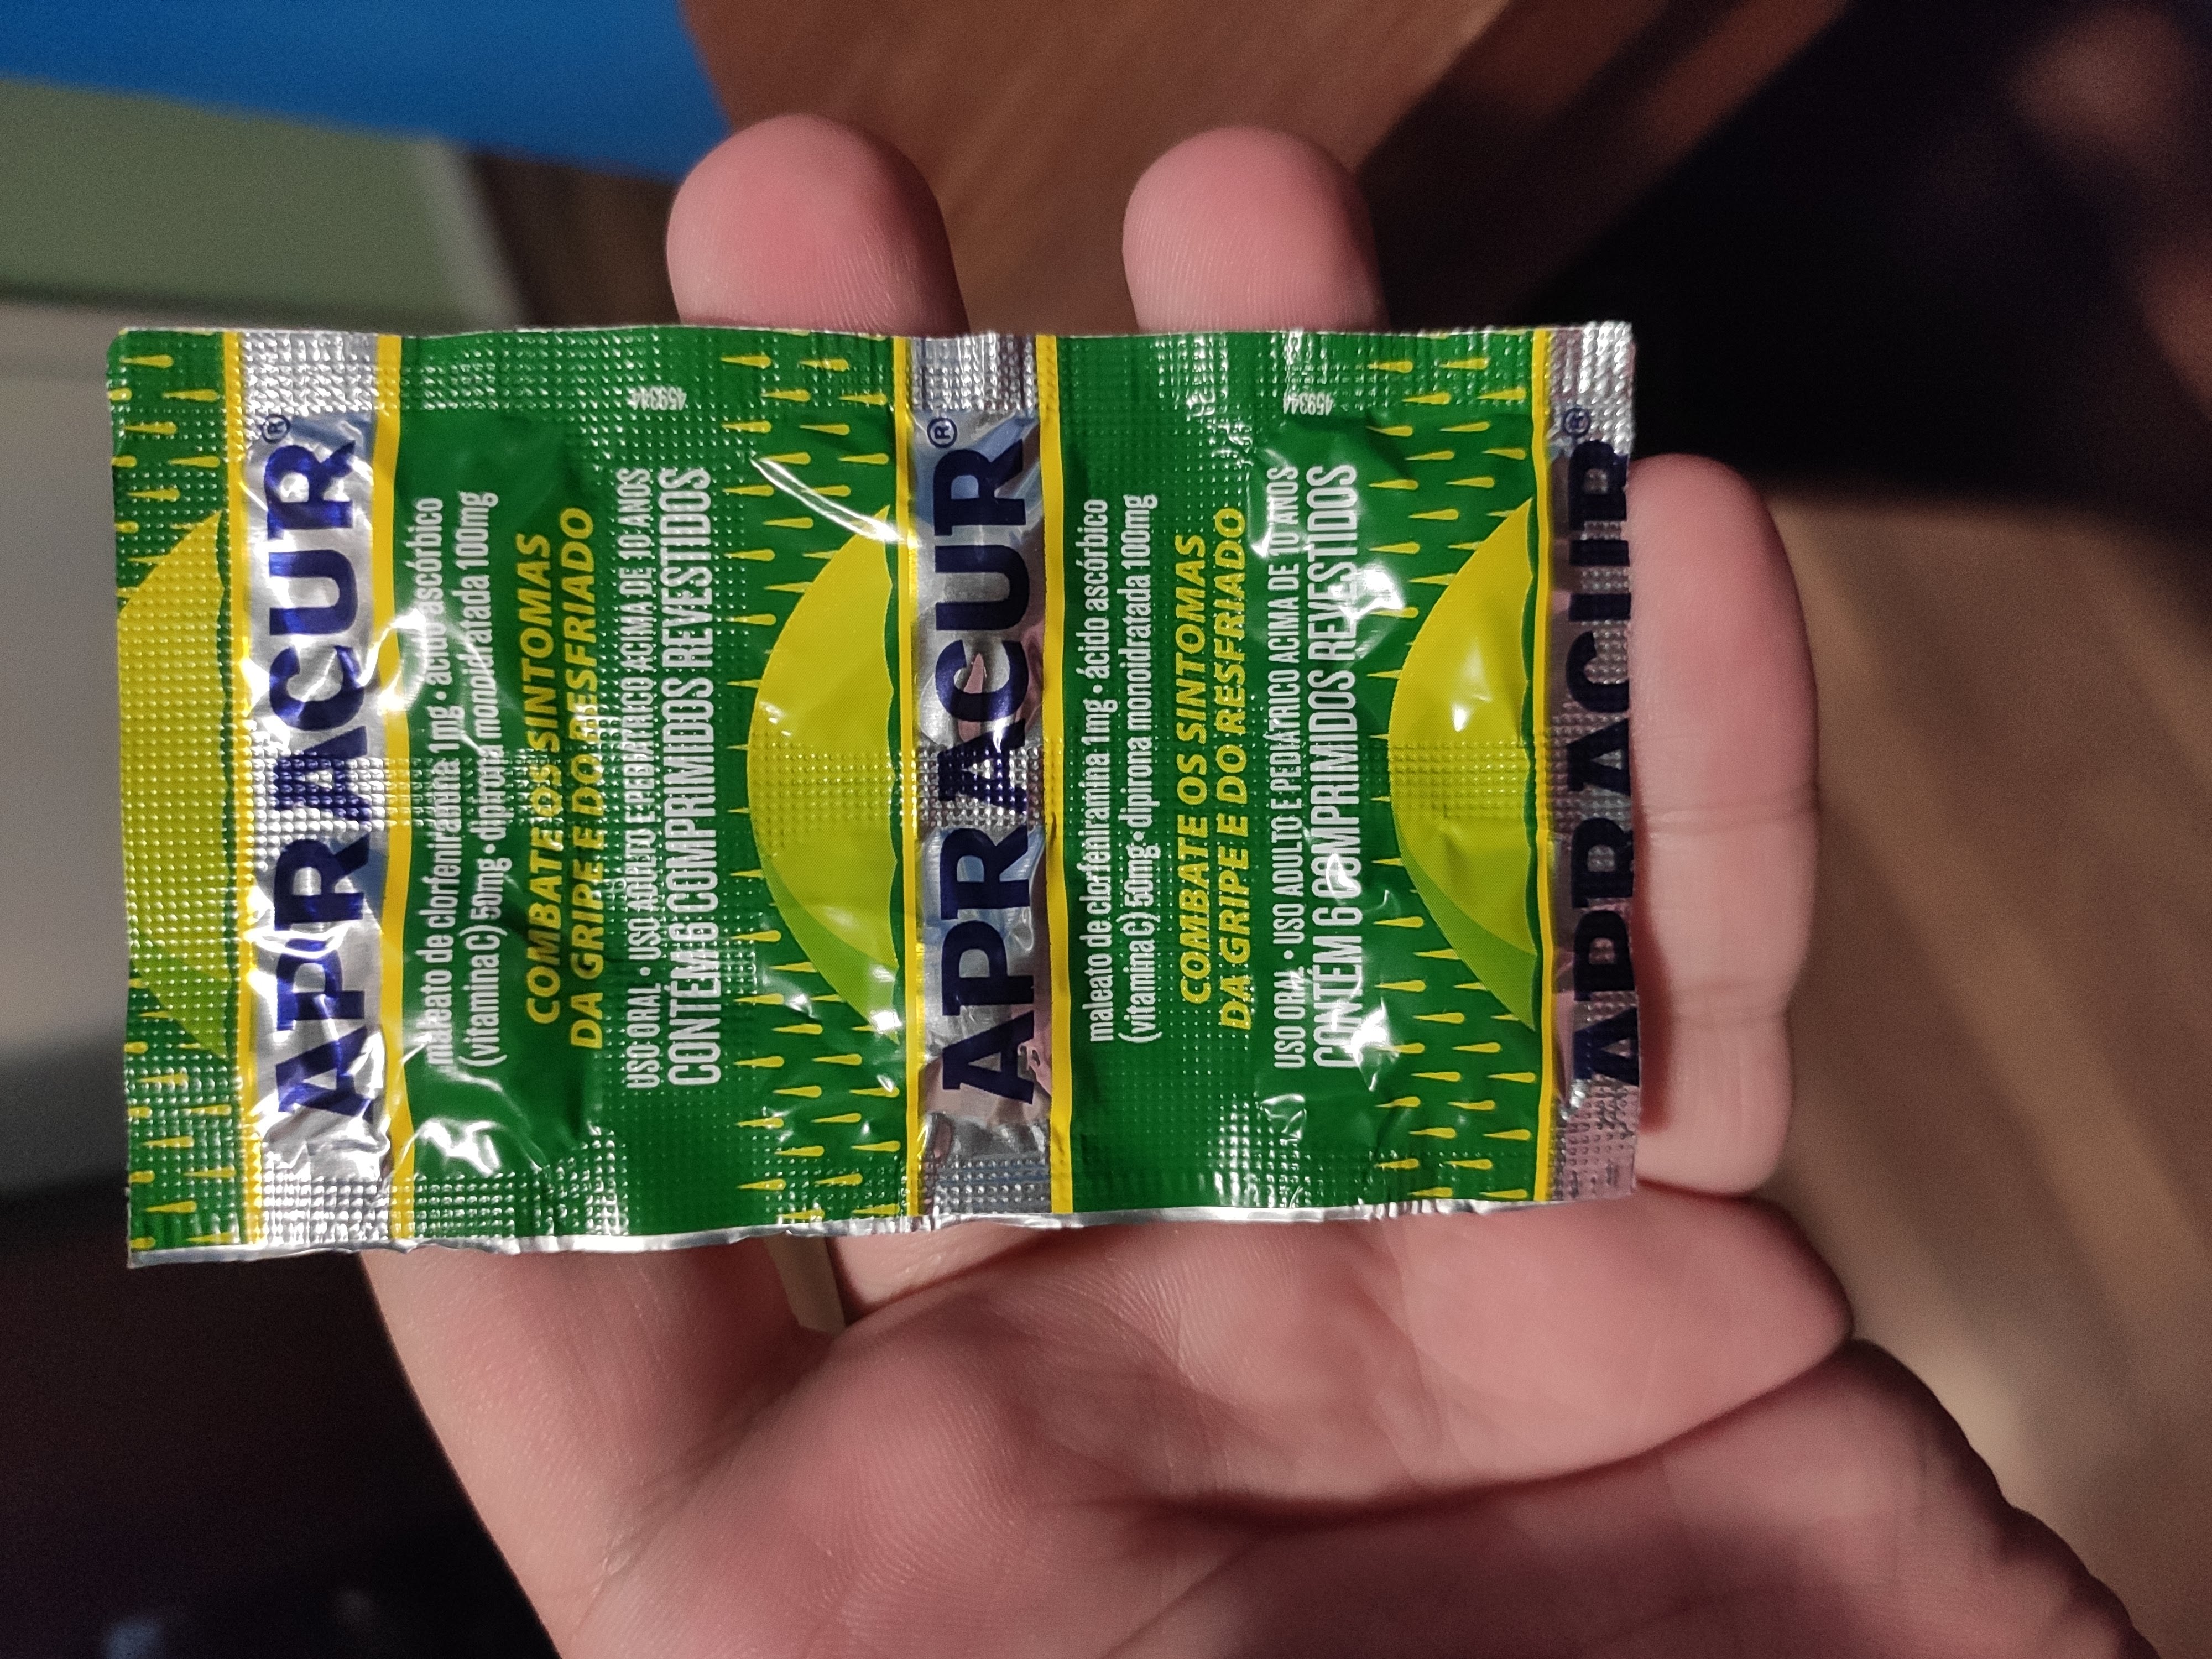 APRACUR®
maleato de clorfeniramina 1mg • ácido ascórbico
(vitamina C) 50mg • dipirona monoidratada 100mg
COMBATE OS SINTOMAS
DA GRIPE E DO RESFRIADO
USO ORAL • USO ADULTO E PEDIÁTRICO ACIMA DE 10 ANOS
CONTÉM 6 COMPRIMIDOS REVESTIDOS
459344
APRACUR®
maleato de clorfeniramina 1mg • ácido ascórbico
(vitamina C) 50mg • dipirona monoidratada 100mg
COMBATE OS SINTOMAS
DA GRIPE E DO RESFRIADO
USO ORAL • USO ADULTO E PEDIÁTRICO ACIMA DE 10 ANOS
CONTÉM 6 COMPRIMIDOS REVESTIDOS
459344
APRACUR®